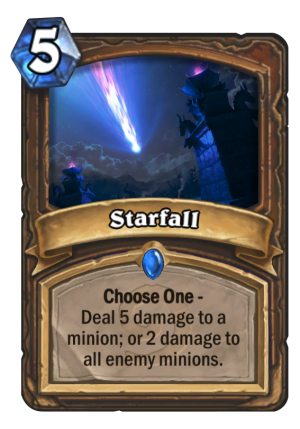 5
Starfall
Choose One -
Deal 5 damage to a
minion; or 2 damage to
all enemy minions.